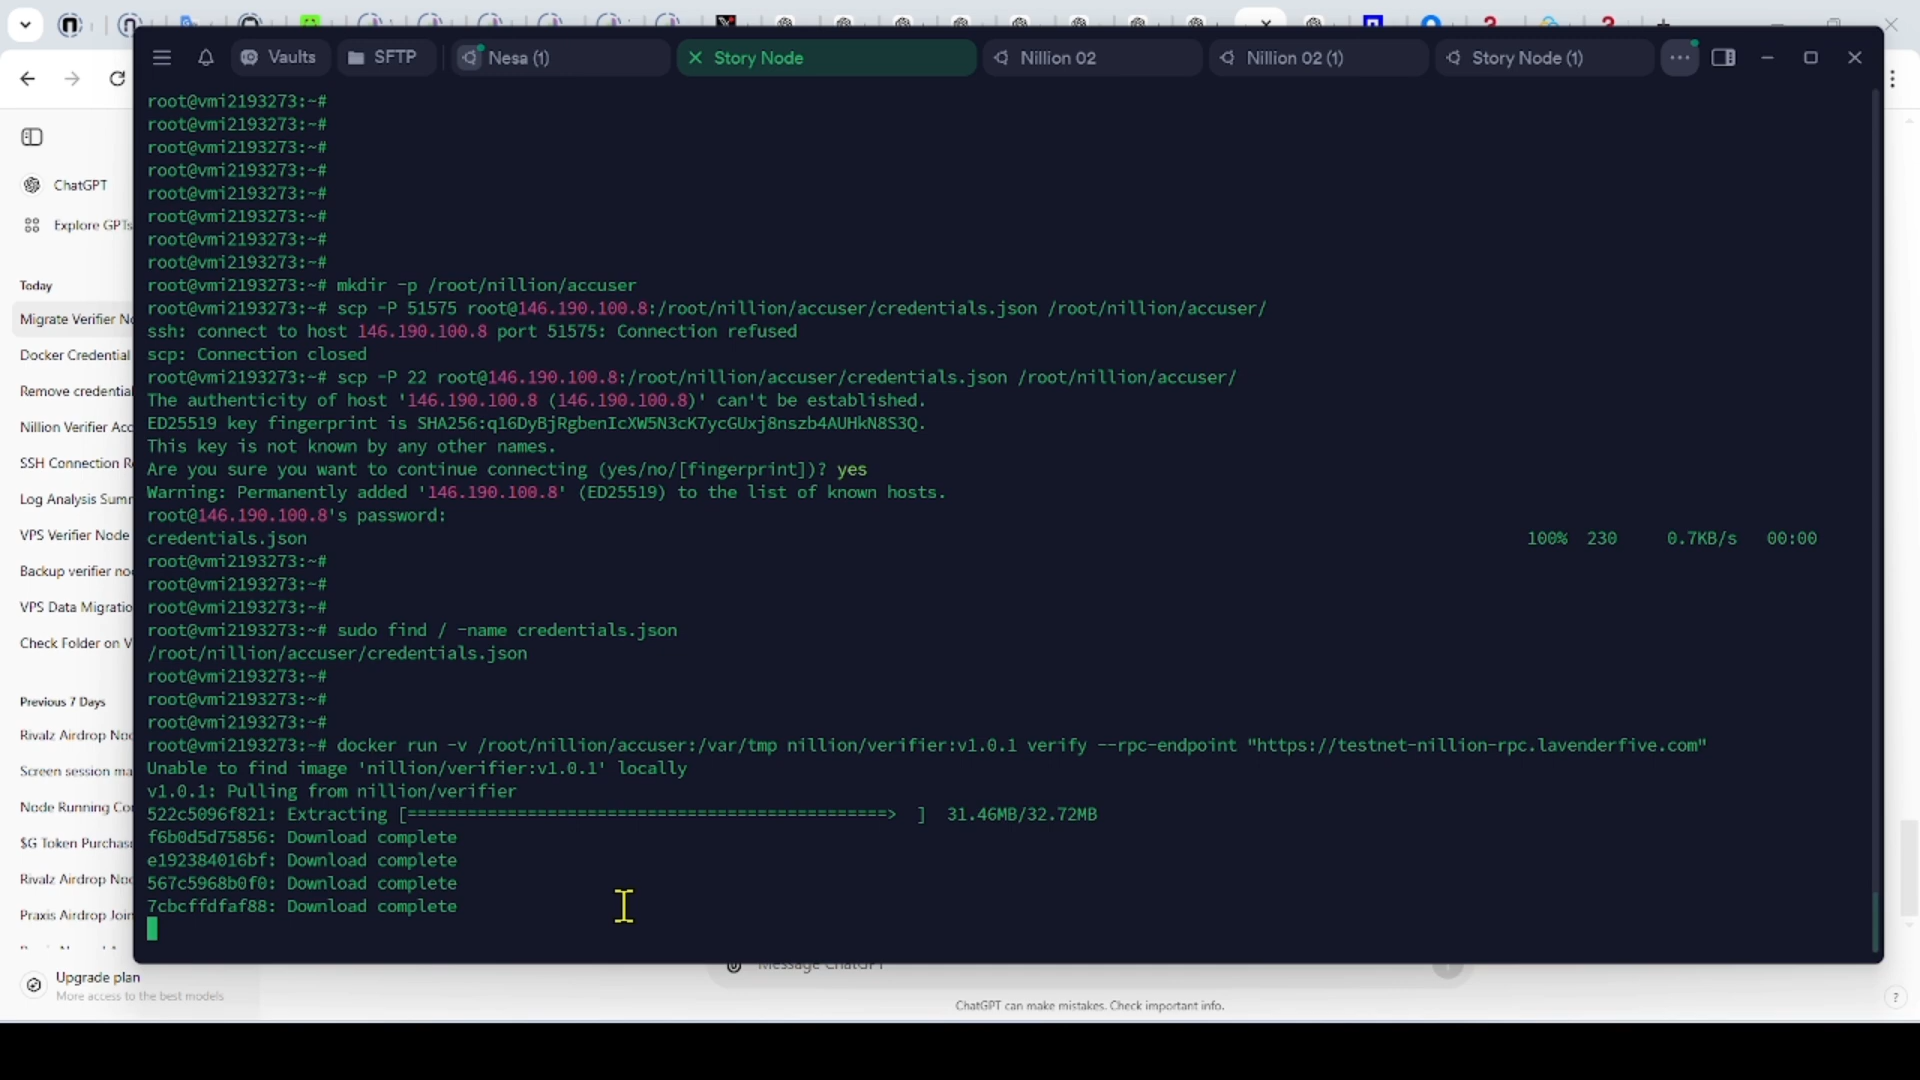 Vaults
SFTP
Nesa (1)
Story Node
Nillion 02
Nillion 02 (1)
Story Node (1)
ChatGPT
Explore GPTs
Today
Migrate Verifier
Docker Credential
Remove
Nillion Verifier
SSH Connection
Log Analysis
VPS Verifier Node
Backup verifier
VPS Data
Check Folder on
Previous 7 Days
Rivalz Airdrop
Screen session
Node Running
$G Token
Rivalz Airdrop
Praxis Airdrop
Upgrade plan
More access to the best models
root@vmi2193273:~#
root@vmi2193273:~#
root@vmi2193273:~#
root@vmi2193273:~#
root@vmi2193273:~#
root@vmi2193273:~#
root@vmi2193273:~#
root@vmi2193273:~#
root@vmi2193273:~# mkdir -p /root/nillion/accuser
root@vmi2193273:~# scp -P 51575 root@146.190.100.8:/root/nillion/accuser/credentials.json /root/nillion/accuser/
ssh: connect to host 146.190.100.8 port 51575: Connection refused
scp: Connection closed
root@vmi2193273:~# scp -P 22 root@146.190.100.8:/root/nillion/accuser/credentials.json /root/nillion/accuser/
The authenticity of host '146.190.100.8 (146.190.100.8)' can't be established.
ED25519 key fingerprint is SHA256:q16DyBjRgbenIcXW5N3cK7ycGUxj8nszb4AUHkN8S3Q.
This key is not known by any other names.
Are you sure you want to continue connecting (yes/no/[fingerprint])? yes
Warning: Permanently added '146.190.100.8' (ED25519) to the list of known hosts.
root@146.190.100.8's password:
credentials.json 100% 230 0.7KB/s 00:00
root@vmi2193273:~#
root@vmi2193273:~#
root@vmi2193273:~#
root@vmi2193273:~# sudo find / -name credentials.json
/root/nillion/accuser/credentials.json
root@vmi2193273:~#
root@vmi2193273:~#
root@vmi2193273:~#
root@vmi2193273:~# docker run -v /root/nillion/accuser:/var/tmp nillion/verifier:v1.0.1 verify --rpc-endpoint "https://testnet-nillion-rpc.lavenderfive.com"
Unable to find image 'nillion/verifier:v1.0.1' locally
v1.0.1: Pulling from nillion/verifier
522c5096f821: Extracting [================================================> ] 31.46MB/32.72MB
f6b0d5d75856: Download complete
e192384016bf: Download complete
567c5968b0f0: Download complete
7cbcffdfaf88: Download complete
Message ChatGPT
ChatGPT can make mistakes. Check important info.
?